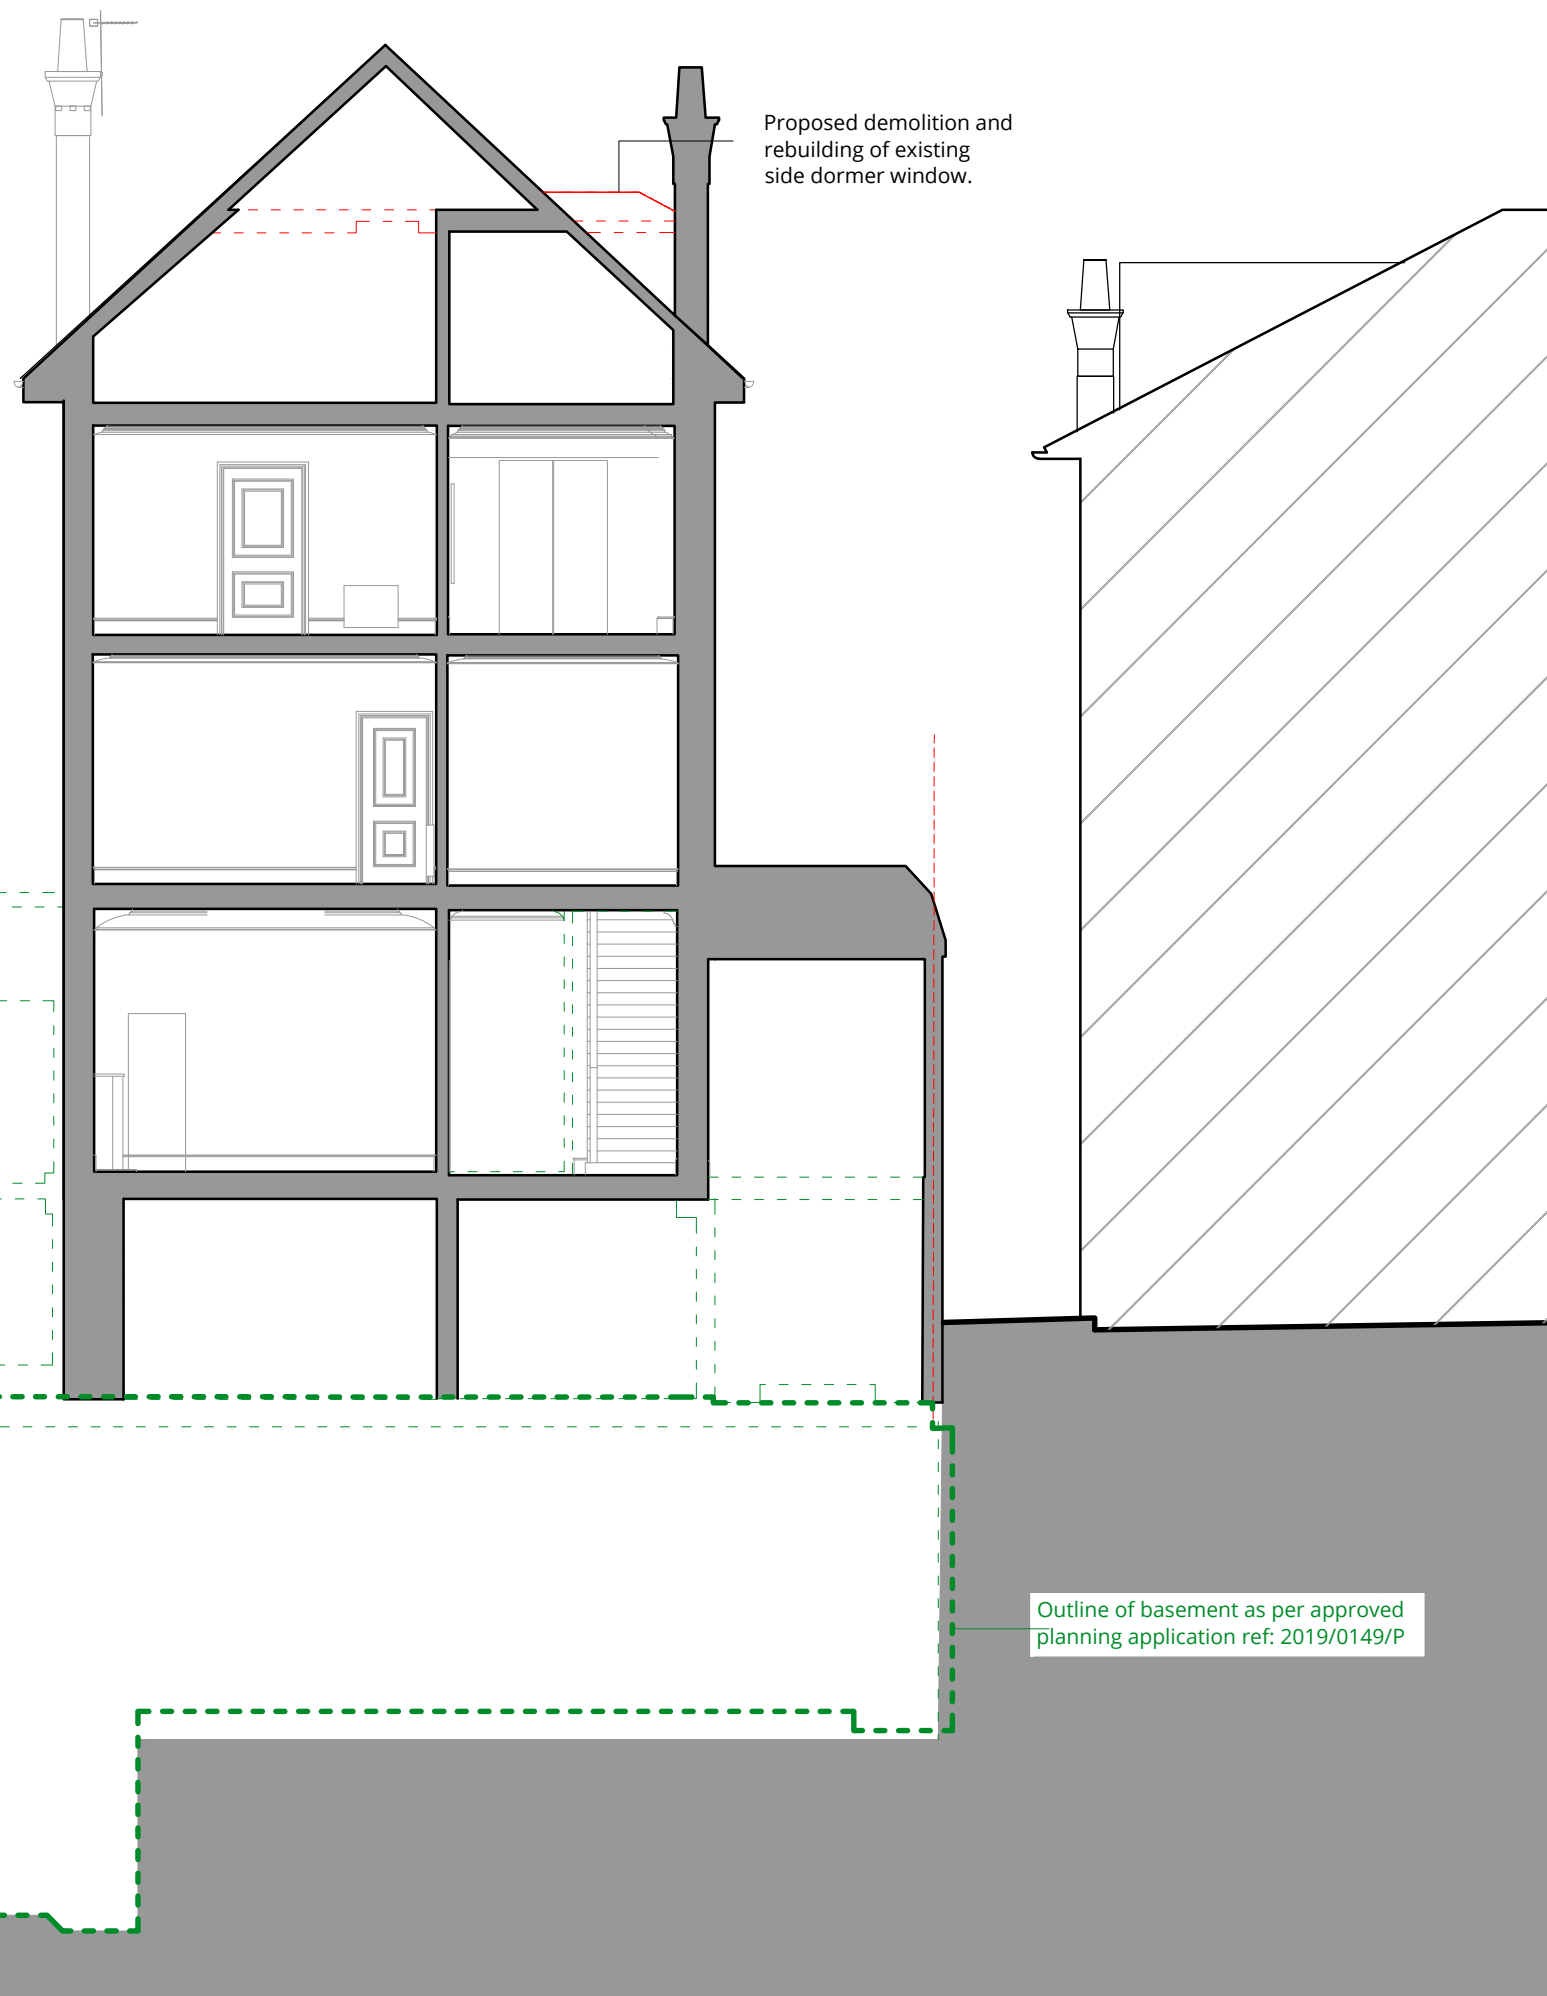 Proposed demolition and
rebuilding of existing
side dormer window.
Outline of basement as per approved
planning application ref: 2019/0149/P